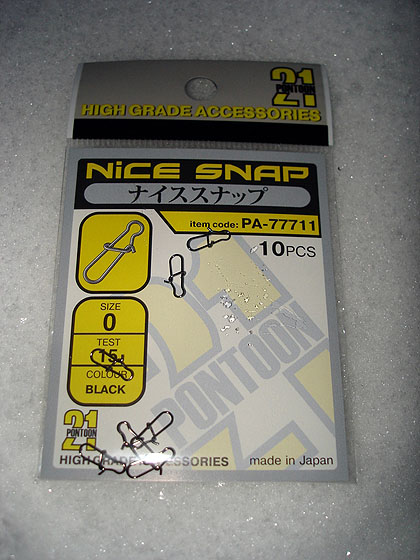 21
PONTOON
HIGH GRADE ACCESSORIES
NiCE SNAP
ナイススナップ
item code: PA-77711
10PCS
SIZE
0
TEST
COLOUR
BLACK
21
PONTOON
21
PONTOON
HIGH GRADE ACCESSORIES
made in Japan